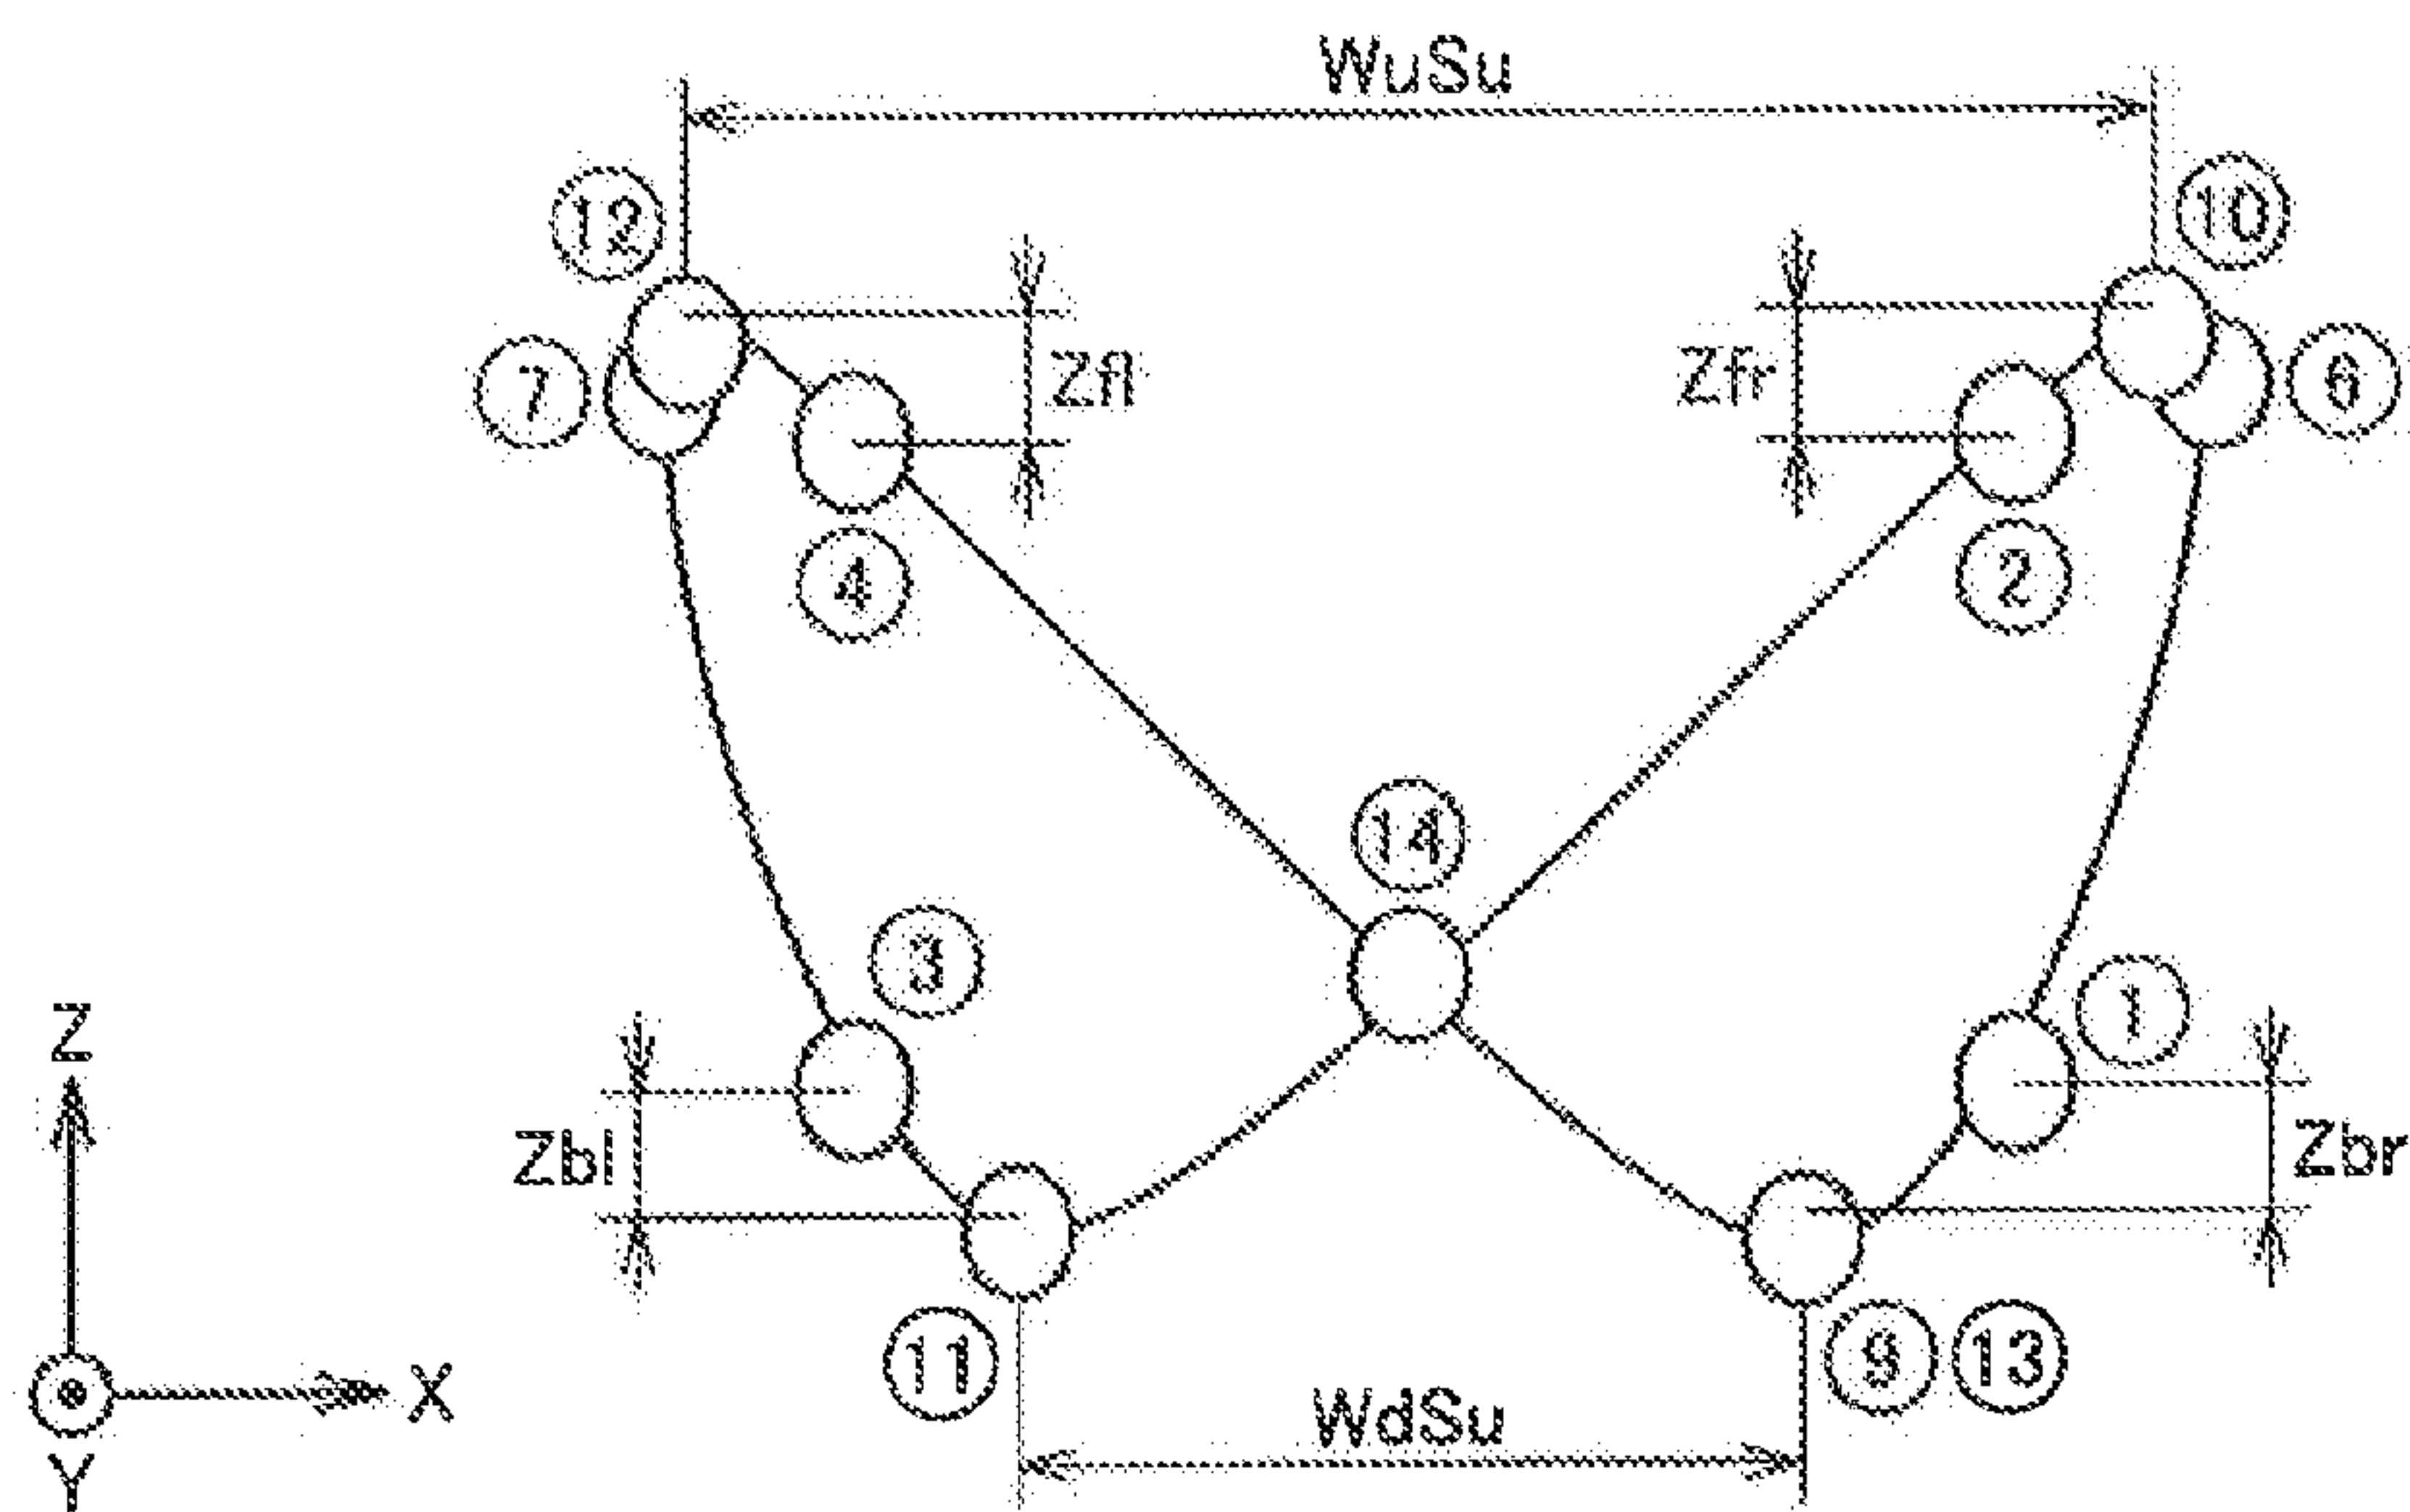 WuSu
⑫ ⑩
⑦ Zfl Zfr ⑥
④ ②
⑭
③ ①
Z
Zbl Zbr
⑪ ⑨ ⑬
X WdSu
Y